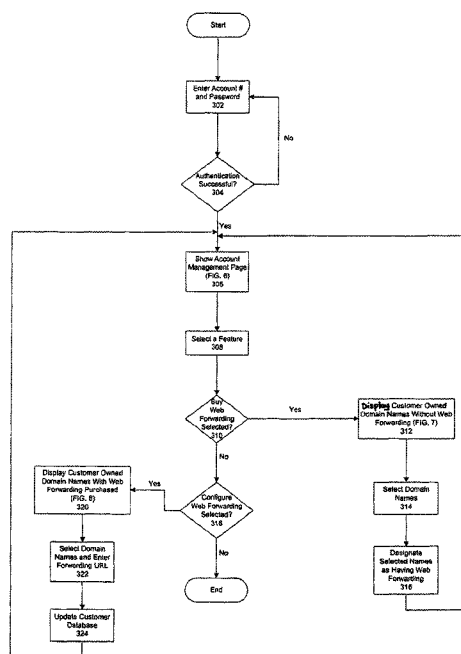 Start
Enter Account #
and Password
302
No
Authentication
Successful?
304
Yes
Show Account
Management Page
(FIG. 6)
306
Select a Feature
308
Buy
Web
Forwarding
Selected?
310
Yes
Display Customer Owned
Domain Names Without Web
Forwarding (FIG. 7)
312
No
Select Domain
Names
314
Designate
Selected Names
as Having Web
Forwarding
316
Configure
Web Forwarding
Selected?
318
Yes
Display Customer Owned
Domain Names With Web
Forwarding Purchased
(FIG. 8)
320
Select Domain
Names and Enter
Forwarding URL
322
Update Customer
Database
324
No
End